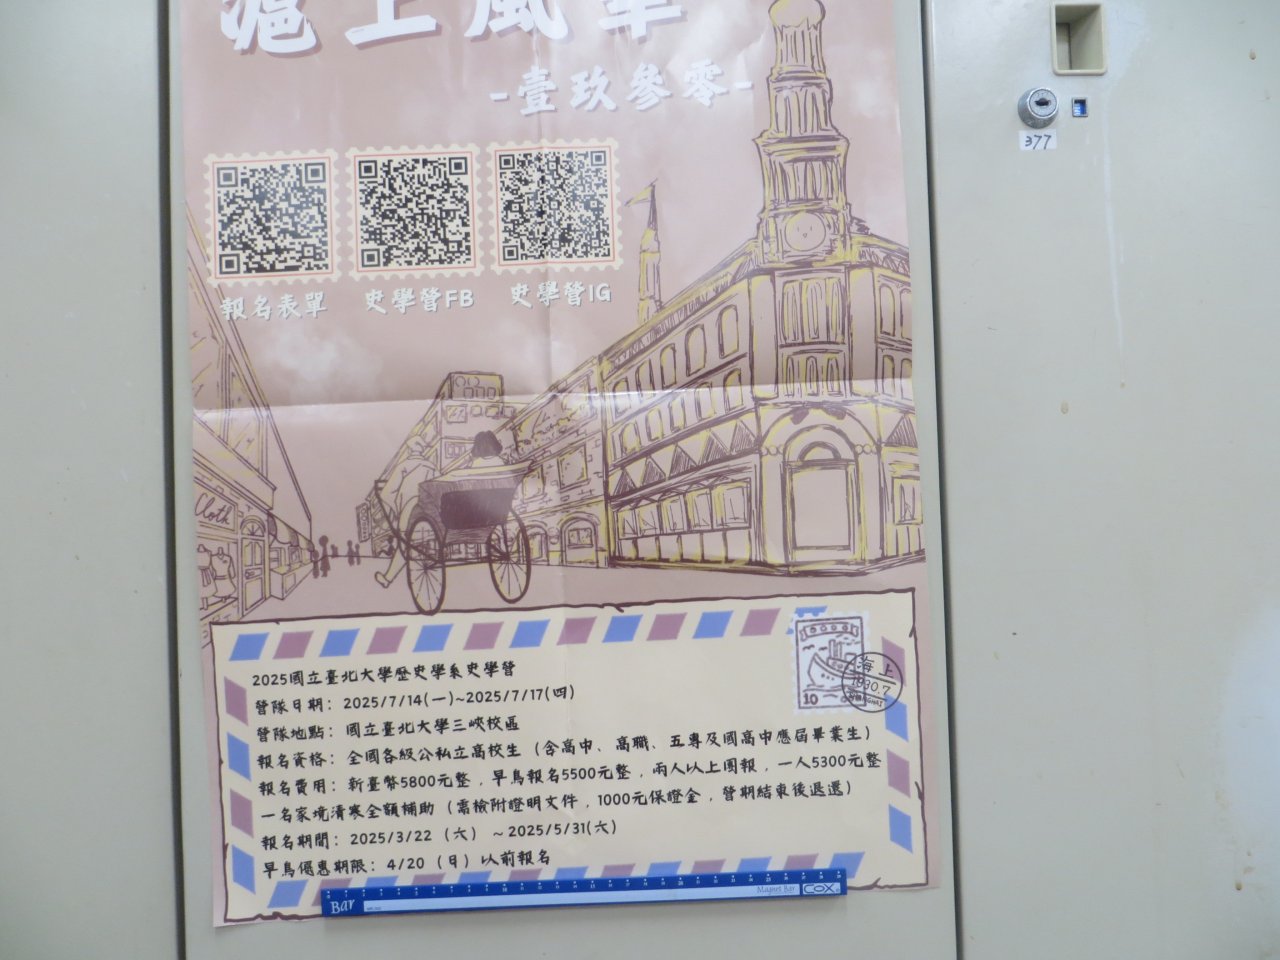 滬上風華
-壹玖參零-
377
報名表單
史學營FB
史學營IG
Cloth
2025國立臺北大學歷史學系史學營
營隊日期：2025/7/14(一)~2025/7/17(四)
營隊地點：國立臺北大學三峽校區
報名資格：全國各級公私立高校生（含高中、高職、五專及國高中應屆畢業生）
報名費用：新臺幣5800元整，早鳥報名5500元整，兩人以上團報，一人5300元整
一名家境清寒全額補助（需檢附證明文件，1000元保證金，營期結束後退還）
報名期間：2025/3/22（六）~2025/5/31(六)
早鳥優惠期限：4/20（日）以前報名
10
海上
1930.7
SHANGHAI
Bar
Magnet Bar
COX